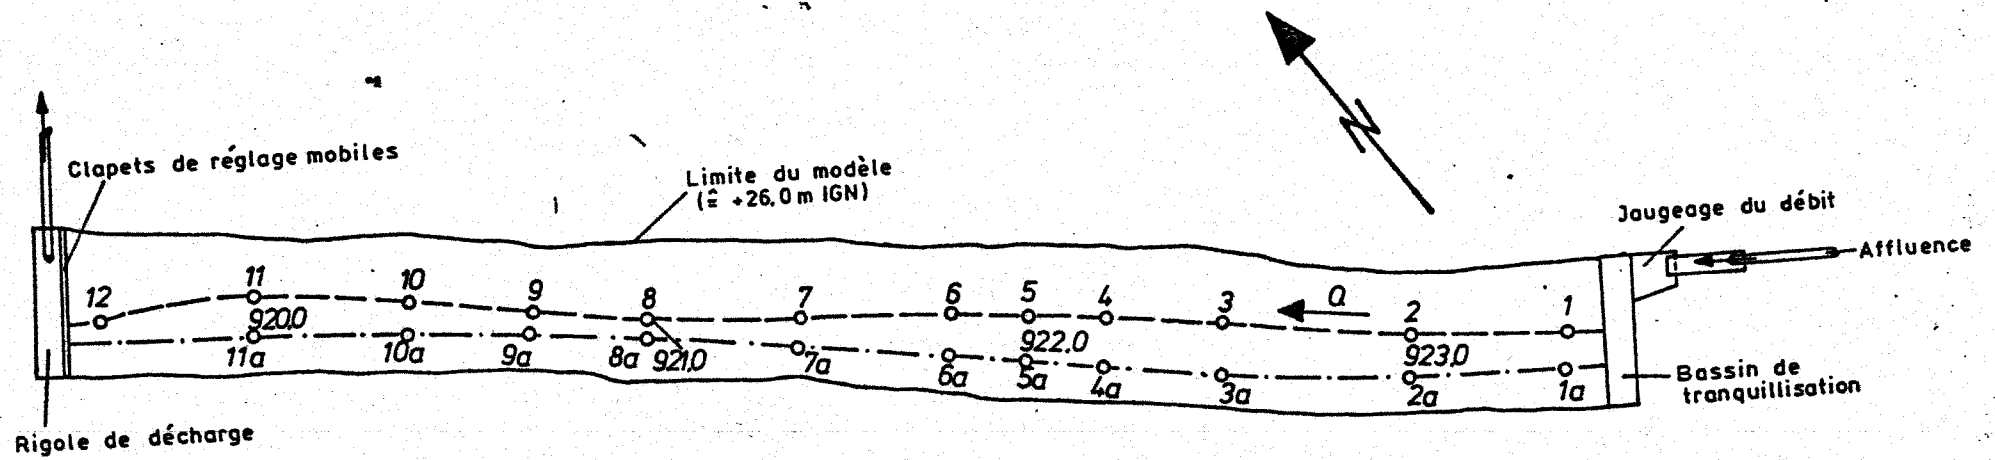 Clapets de réglage mobiles
Limite du modèle
(≙ +26,0 m IGN)
Jaugeage du débit
Affluence
12
11
10
9
8
7
6
5
4
3
Q
2
1
920,0
921,0
922,0
923,0
11a
10a
9a
8a
7a
6a
5a
4a
3a
2a
1a
Bassin de
tranquillisation
Rigole de décharge